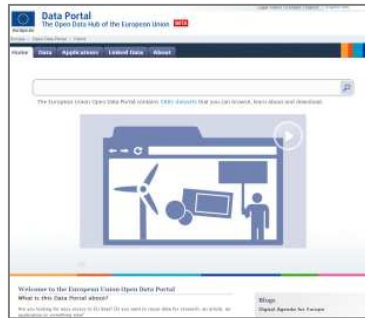 Data Portal
The Open Data Hub of the European Union BETA
Home Data Applications Linked Data About
The European Union Open Data Portal contains datasets that you can browse, learn about and download.
Welcome to the European Union Open Data Portal
What is this Data Portal about?
Blogs
Digital Agenda for Europe